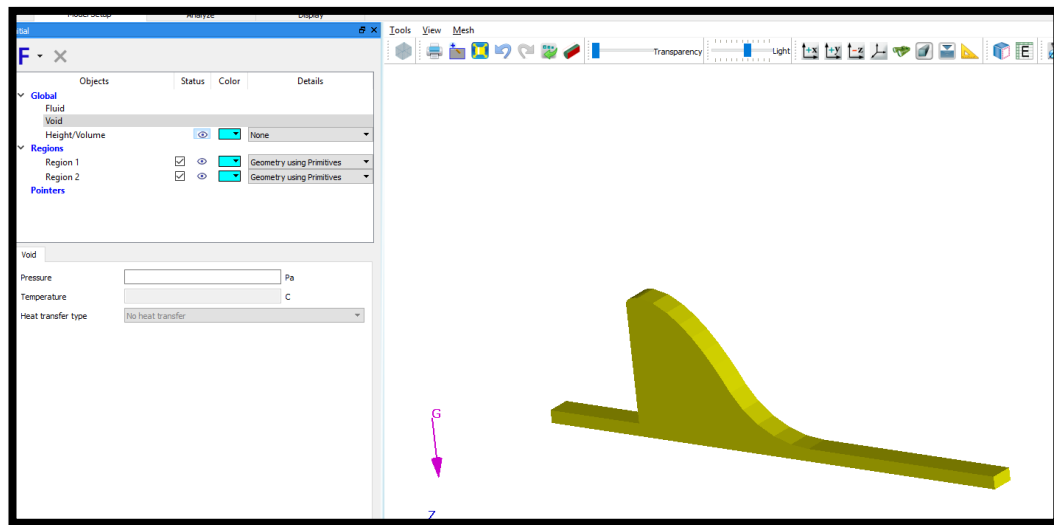 Model Setup Analyze Display
Tools View Mesh
Transparency Light +x +y -z E
F
Objects Status Color Details
Global
Fluid
Void
Height/Volume None
Regions
Region 1 Geometry using Primitives
Region 2 Geometry using Primitives
Pointers
Void
Pressure Pa
Temperature C
Heat transfer type No heat transfer
G
Z